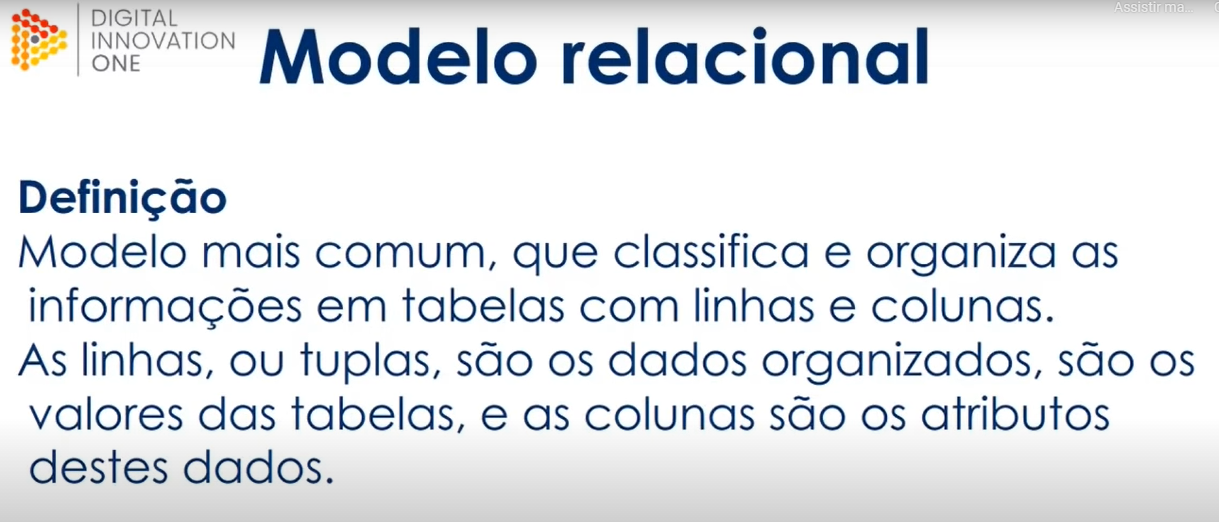 DIGITAL
INNOVATION
ONE
Modelo relacional
Assistir ma...
Definição
Modelo mais comum, que classifica e organiza as
informações em tabelas com linhas e colunas.
As linhas, ou tuplas, são os dados organizados, são os
valores das tabelas, e as colunas são os atributos
destes dados.